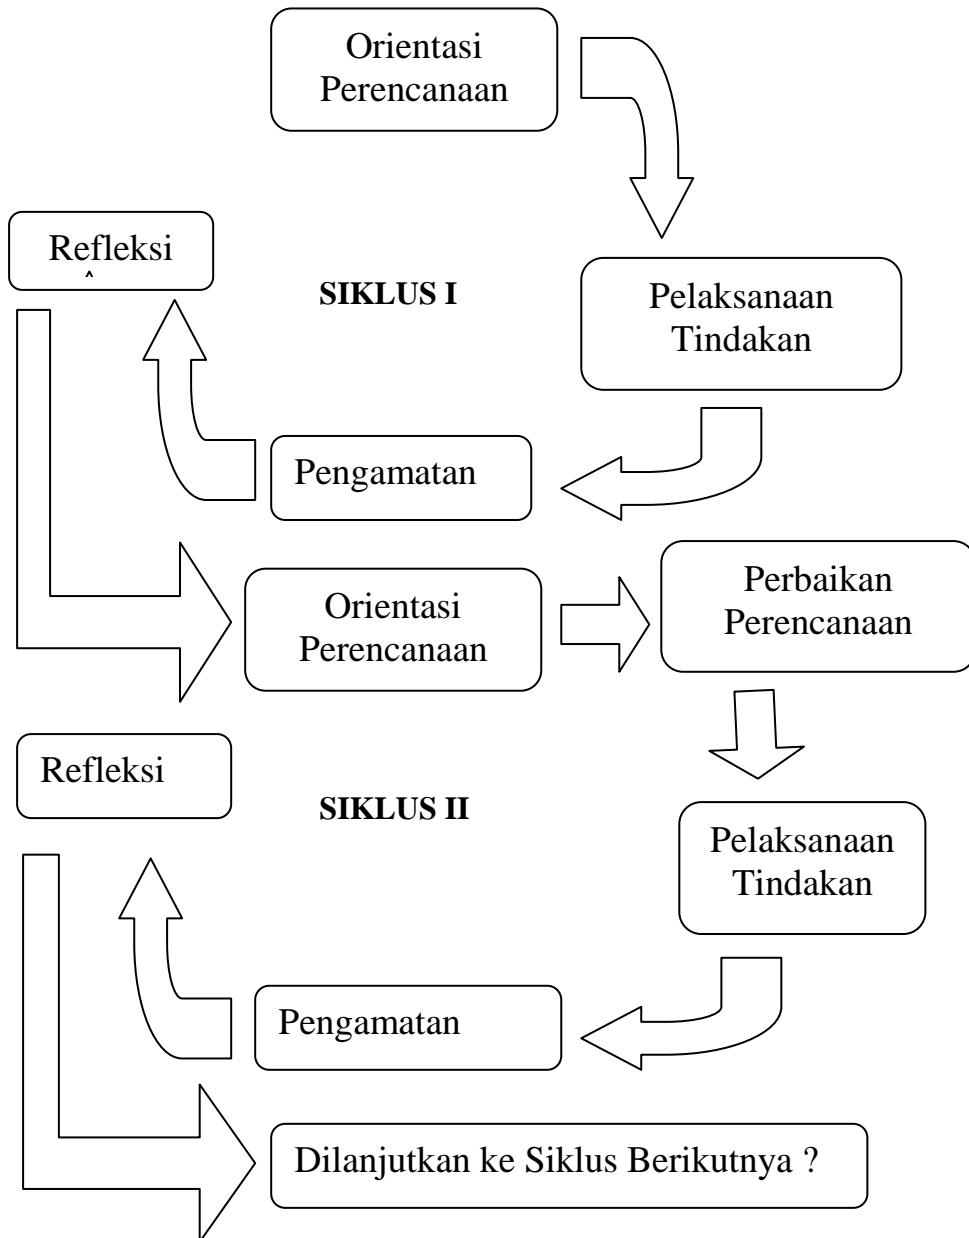 Orientasi
Perencanaan
Refleksi
SIKLUS I
Pelaksanaan
Tindakan
Pengamatan
Orientasi
Perencanaan
Perbaikan
Perencanaan
Refleksi
SIKLUS II
Pelaksanaan
Tindakan
Pengamatan
Dilanjutkan ke Siklus Berikutnya ?